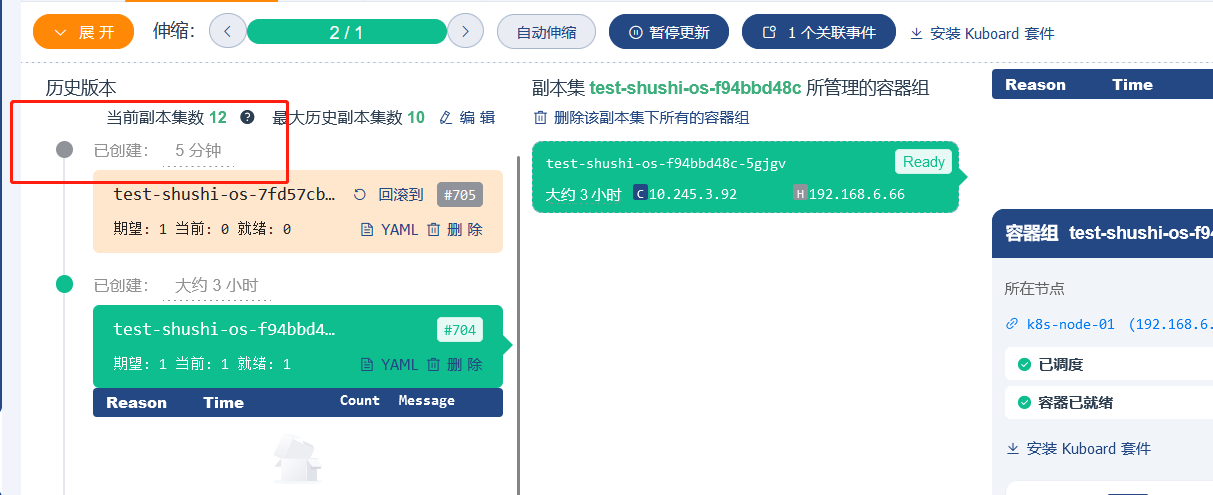 展 开 伸缩: 2 / 1 自动伸缩 暂停更新 1 个关联事件 安装 Kuboard 套件
历史版本
当前副本集数 12 最大历史副本集数 10 编 辑
已创建: 5 分钟
test-shushi-os-7fd57cb... 回滚到 #705
期望: 1 当前: 0 就绪: 0 YAML 删 除
已创建: 大约 3 小时
test-shushi-os-f94bbd4... #704
期望: 1 当前: 1 就绪: 1 YAML 删 除
Reason Time Count Message
副本集 test-shushi-os-f94bbd48c 所管理的容器组
删除该副本集下所有的容器组
test-shushi-os-f94bbd48c-5gjgv Ready
大约 3 小时 C 10.245.3.92 H 192.168.6.66
Reason Time
容器组 test-shushi-os-f94
所在节点
k8s-node-01 (192.168.6.
已调度
容器已就绪
安装 Kuboard 套件